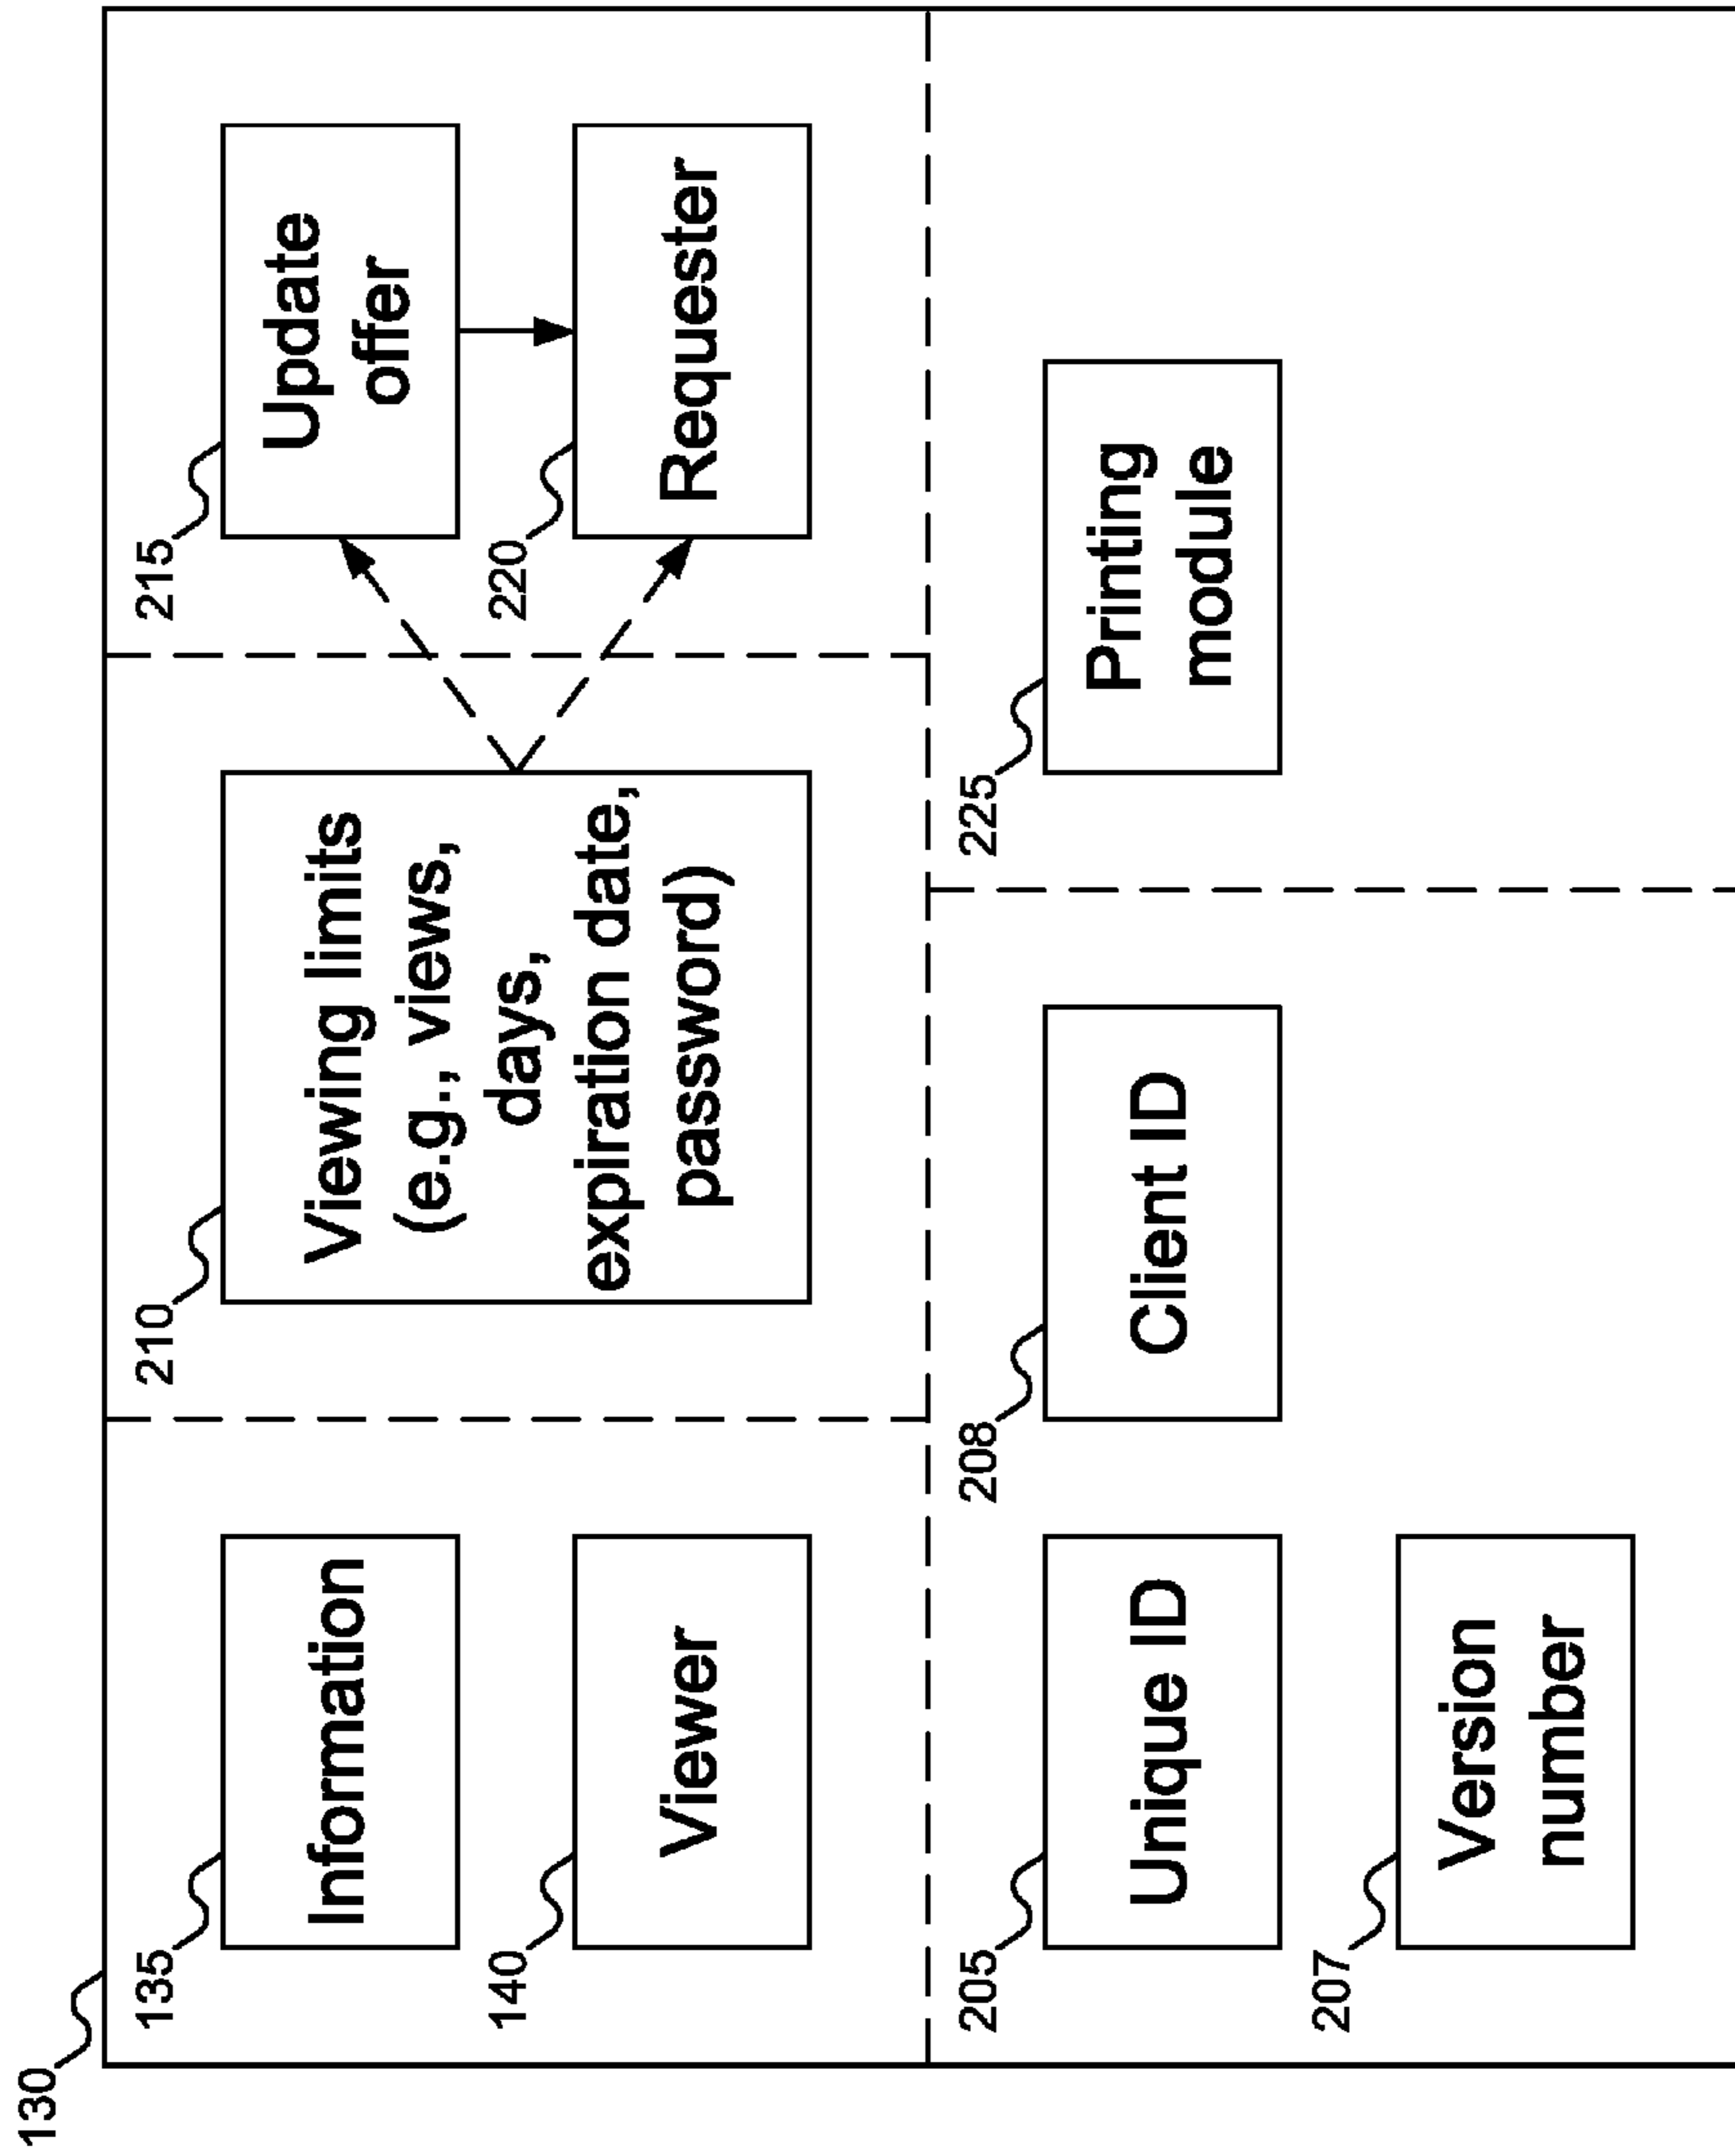 130
135
Information
140
Viewer
210
Viewing limits
(e.g., views,
days,
expiration date,
password)
215
Update
offer
220
Requester
205
Unique ID
207
Version
number
208
Client ID
225
Printing
module